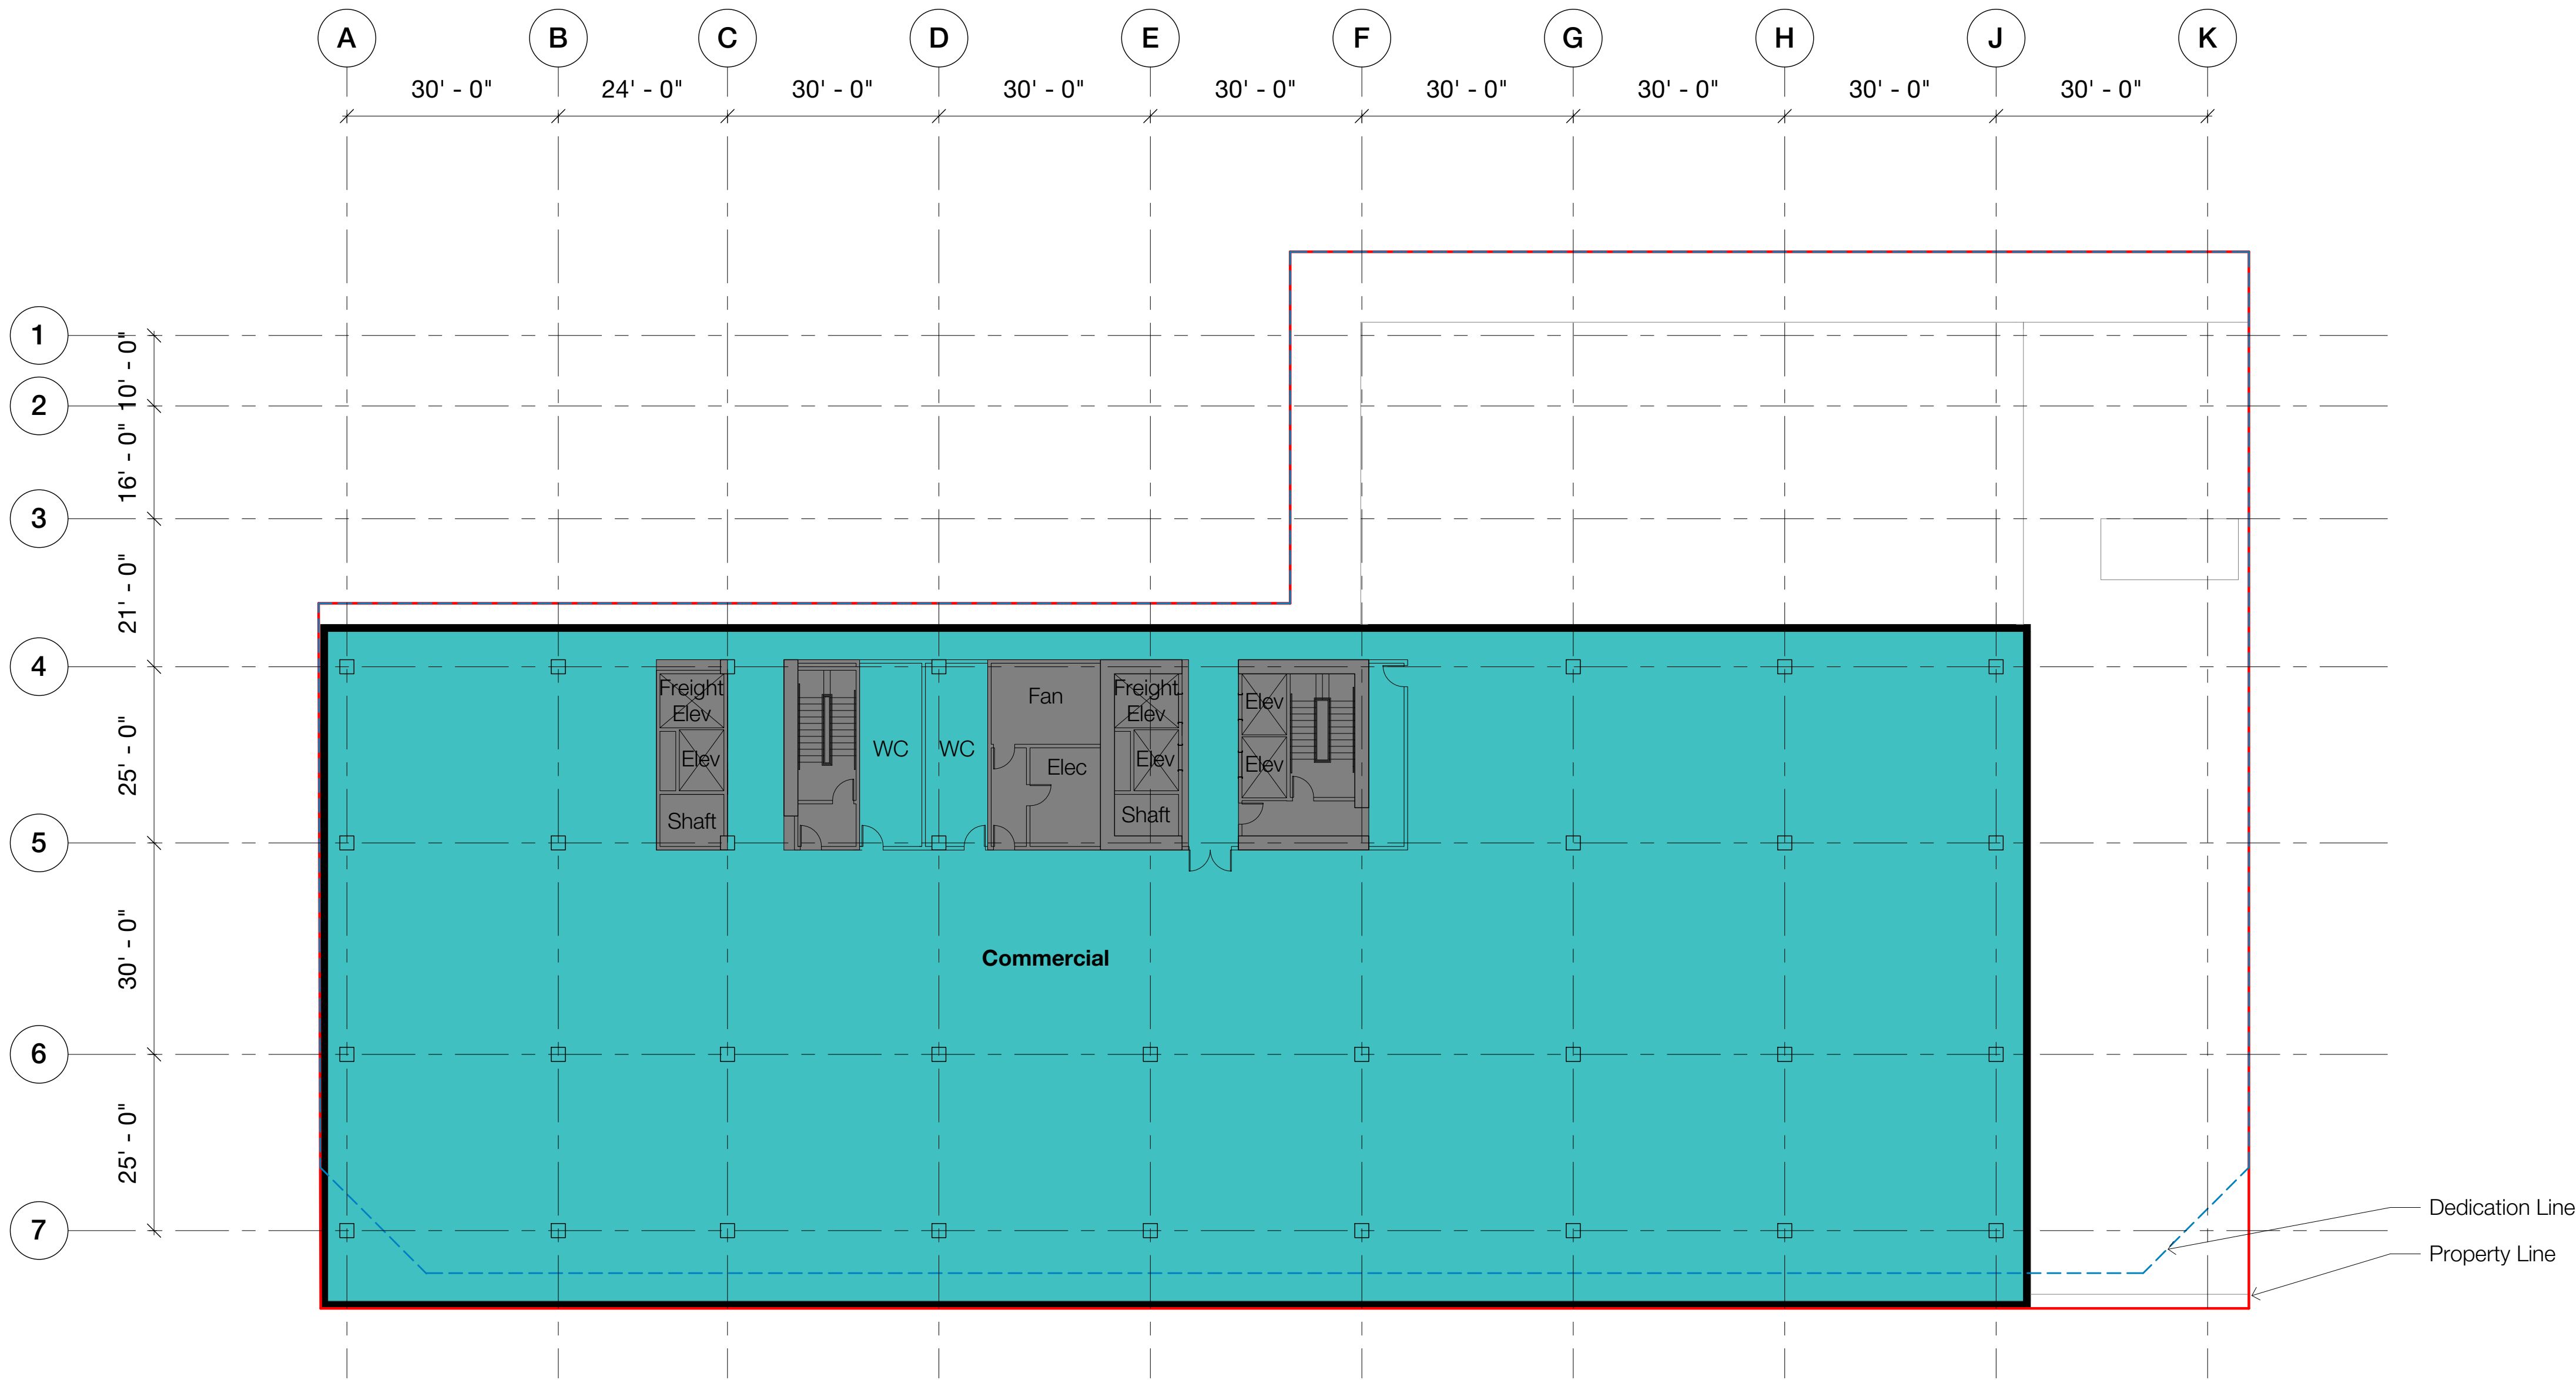 A B C D E F G H J K
30' - 0" 24' - 0" 30' - 0" 30' - 0" 30' - 0" 30' - 0" 30' - 0" 30' - 0" 30' - 0"
1
10' - 0"
2
16' - 0"
3
21' - 0"
4
25' - 0"
5
30' - 0"
6
25' - 0"
7
Freight
Elev
Elev
Shaft
WC
WC
Fan
Elec
Freight
Elev
Elev
Shaft
Elev
Elev
Commercial
Dedication Line
Property Line